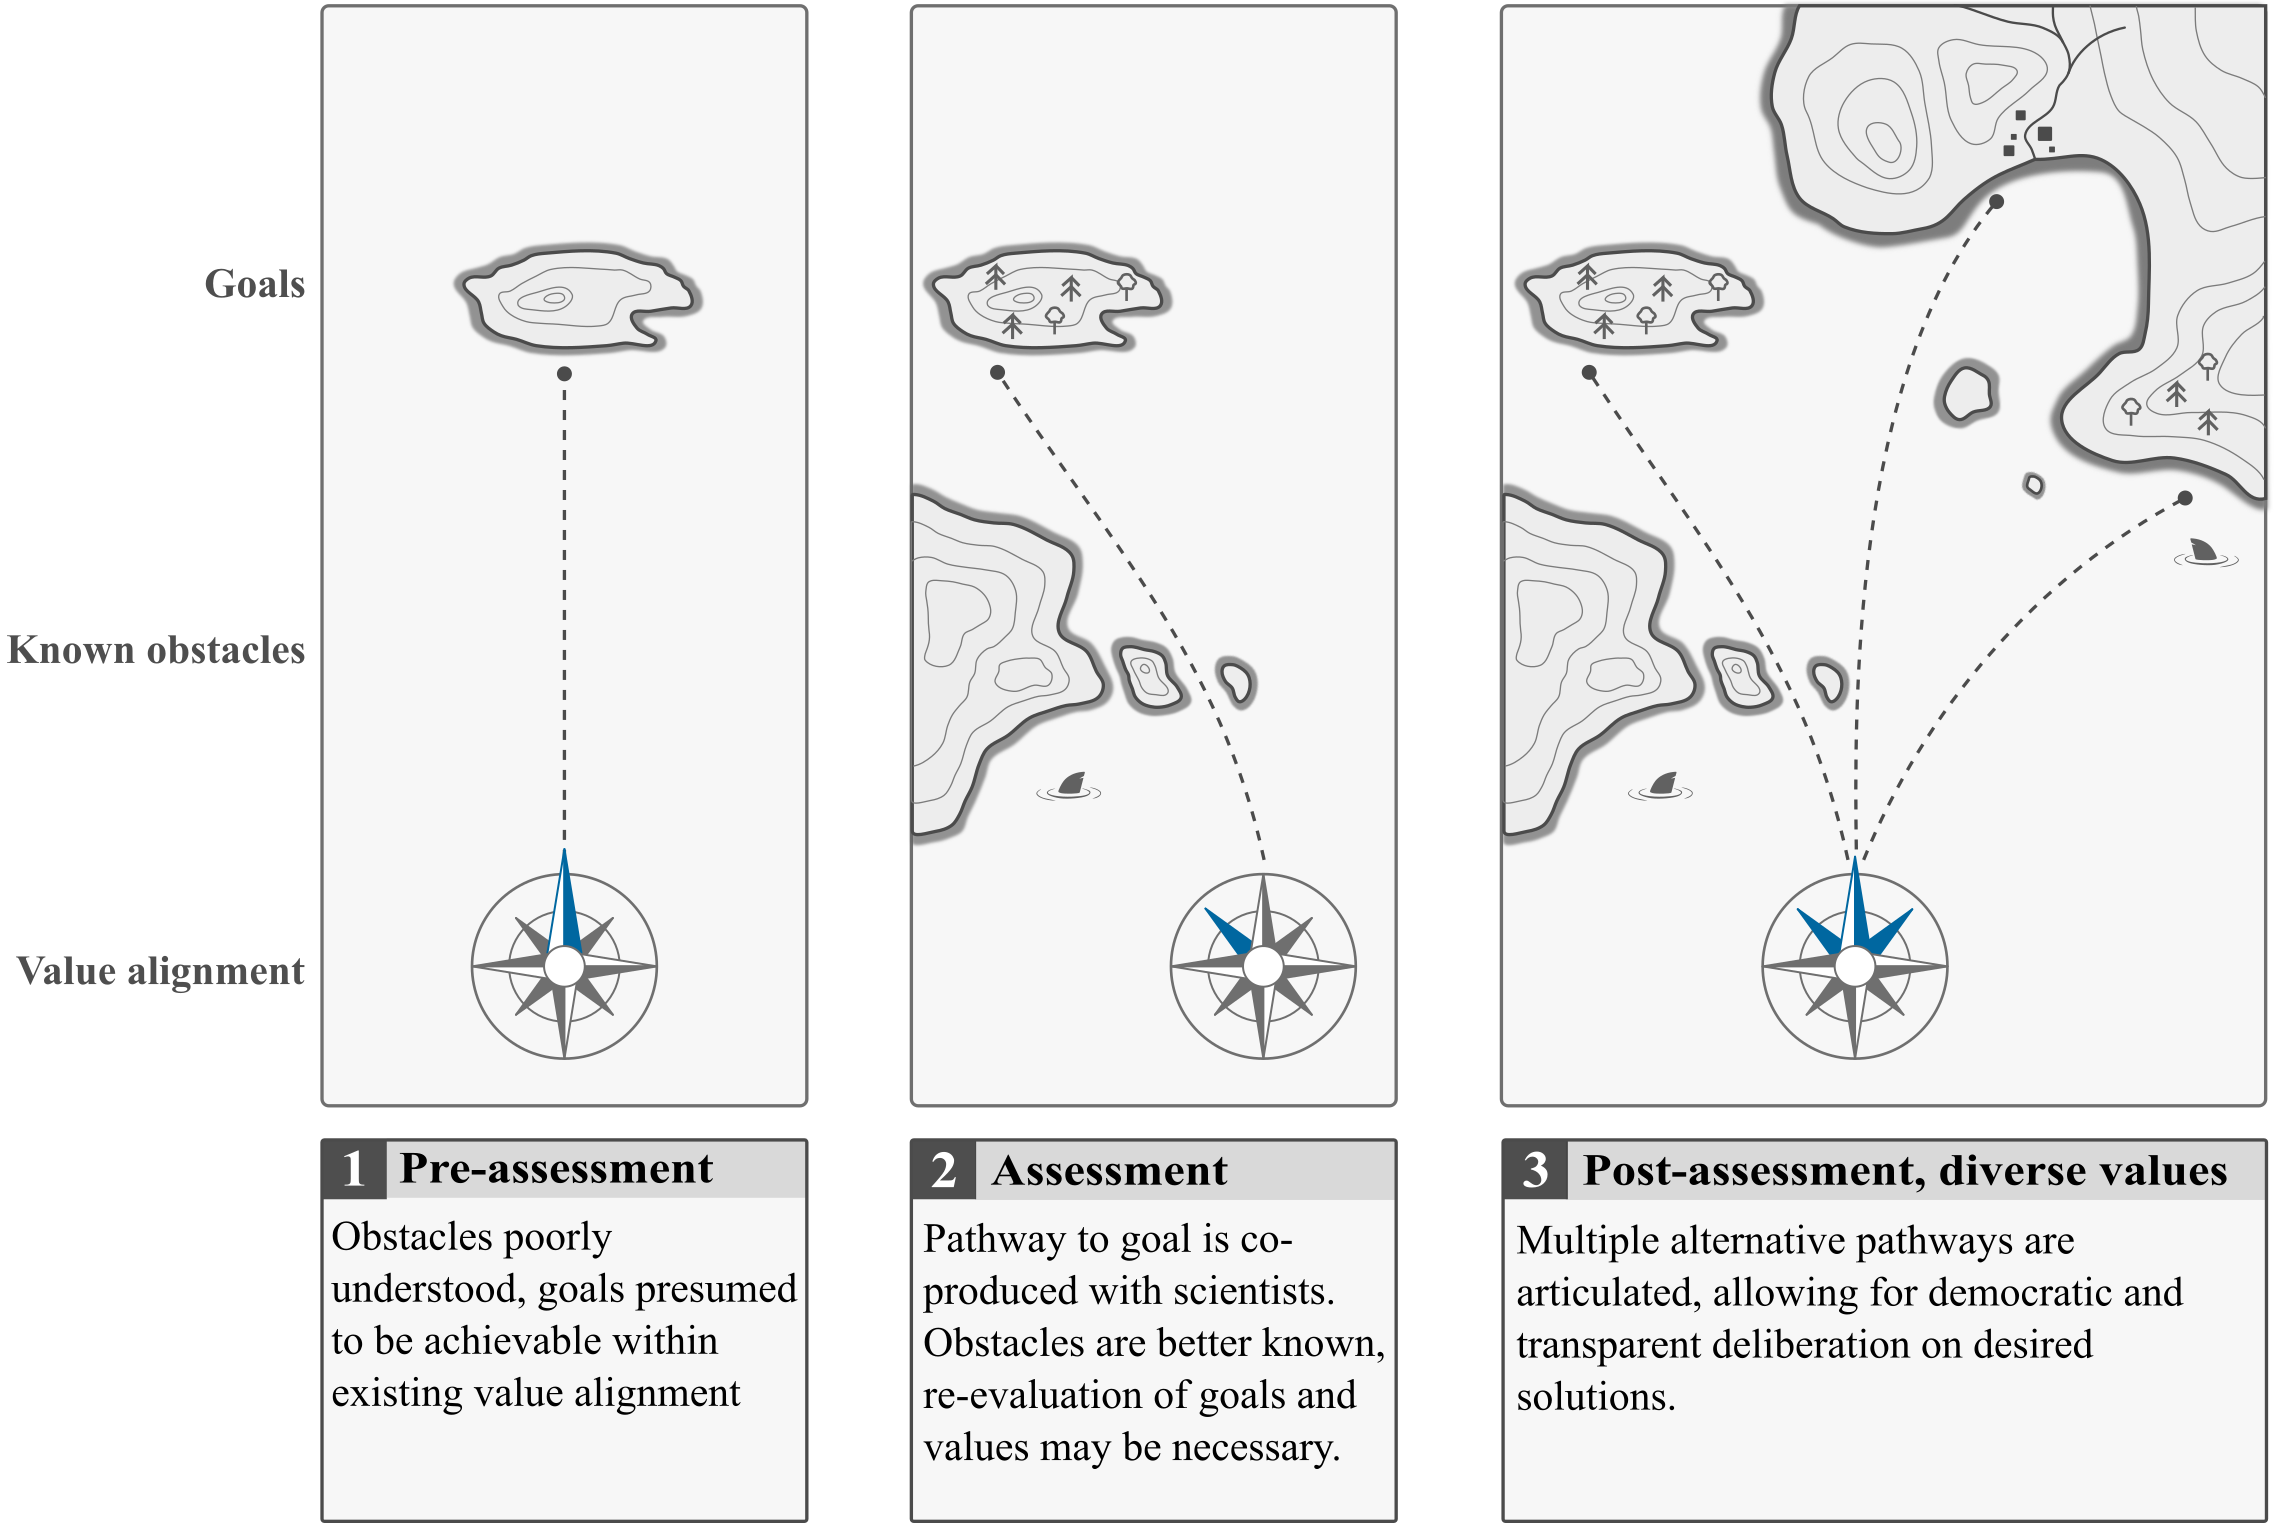 Goals
Known obstacles
Value alignment
1 Pre-assessment
Obstacles poorly
understood, goals presumed
to be achievable within
existing value alignment
2 Assessment
Pathway to goal is co-
produced with scientists.
Obstacles are better known,
re-evaluation of goals and
values may be necessary.
3 Post-assessment, diverse values
Multiple alternative pathways are
articulated, allowing for democratic and
transparent deliberation on desired
solutions.